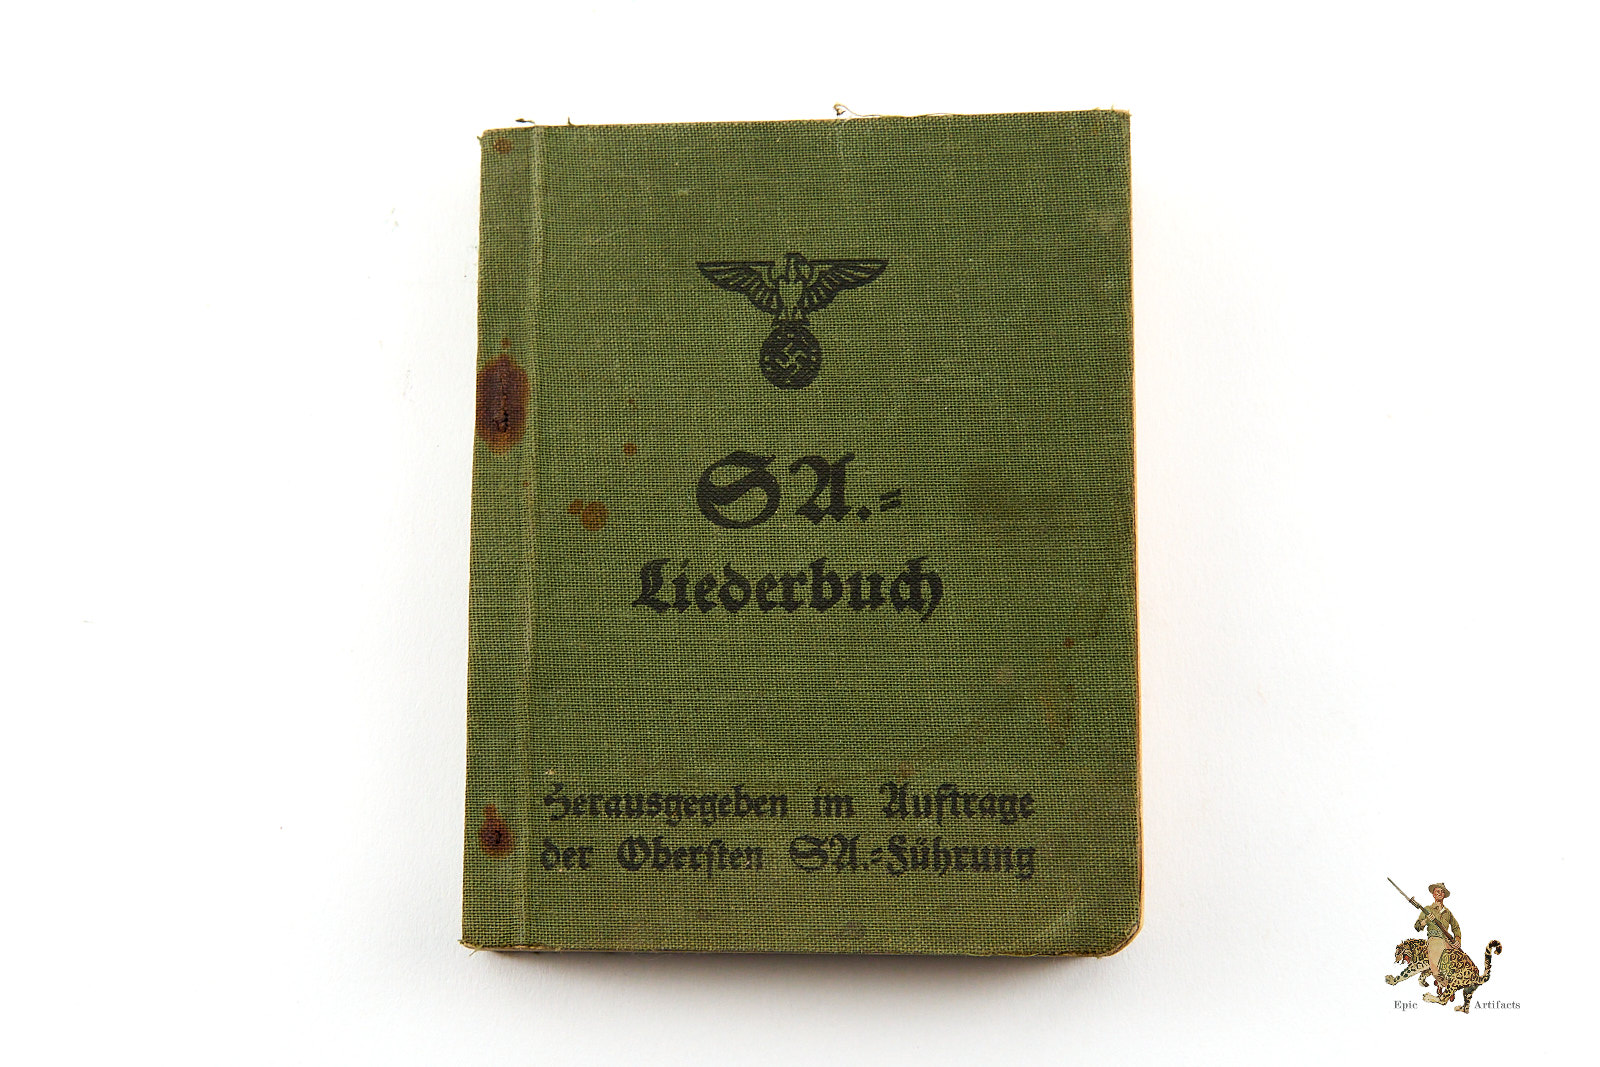 SA.-
Liederbuch
Herausgegeben im Auftrage
der Obersten SA.-Führung
Epic Artifacts